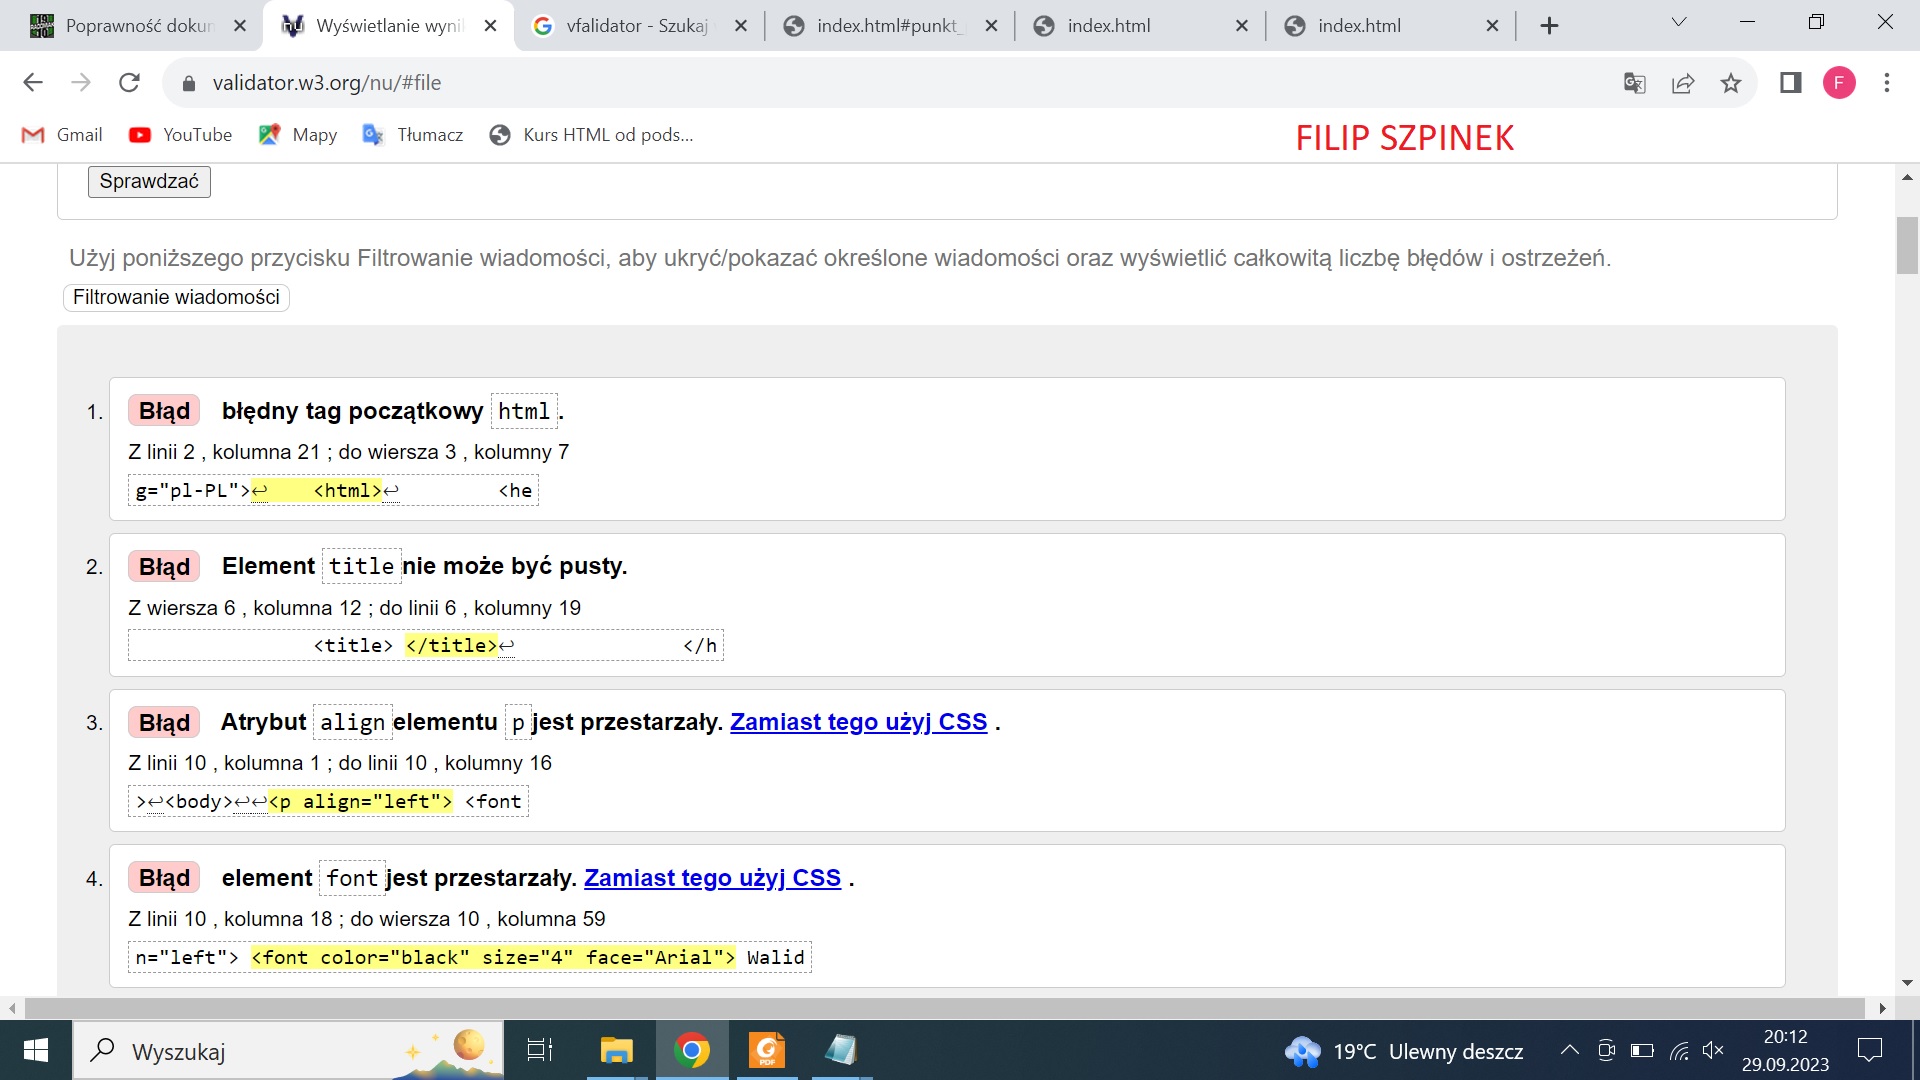 Poprawność dokun
Wyświetlanie wynil
vfalidator - Szukaj
index.html#punkt_
index.html
index.html
validator.w3.org/nu/#file
F
Gmail
YouTube
Mapy
Tłumacz
Kurs HTML od pods...
FILIP SZPINEK
Sprawdzać
Użyj poniższego przycisku Filtrowanie wiadomości, aby ukryć/pokazać określone wiadomości oraz wyświetlić całkowitą liczbę błędów i ostrzeżeń.
Filtrowanie wiadomości
1. Błąd błędny tag początkowy html.
Z linii 2 , kolumna 21 ; do wiersza 3 , kolumny 7
g="pl-PL">↩ <html>↩ <he
2. Błąd Element title nie może być pusty.
Z wiersza 6 , kolumna 12 ; do linii 6 , kolumny 19
<title> </title>↩ </h
3. Błąd Atrybut align elementu p jest przestarzały. Zamiast tego użyj CSS .
Z linii 10 , kolumna 1 ; do linii 10 , kolumny 16
>↩<body>↩↩<p align="left"> <font
4. Błąd element font jest przestarzały. Zamiast tego użyj CSS .
Z linii 10 , kolumna 18 ; do wiersza 10 , kolumna 59
n="left"> <font color="black" size="4" face="Arial"> Walid
Wyszukaj
PDF
19°C Ulewny deszcz
20:12
29.09.2023